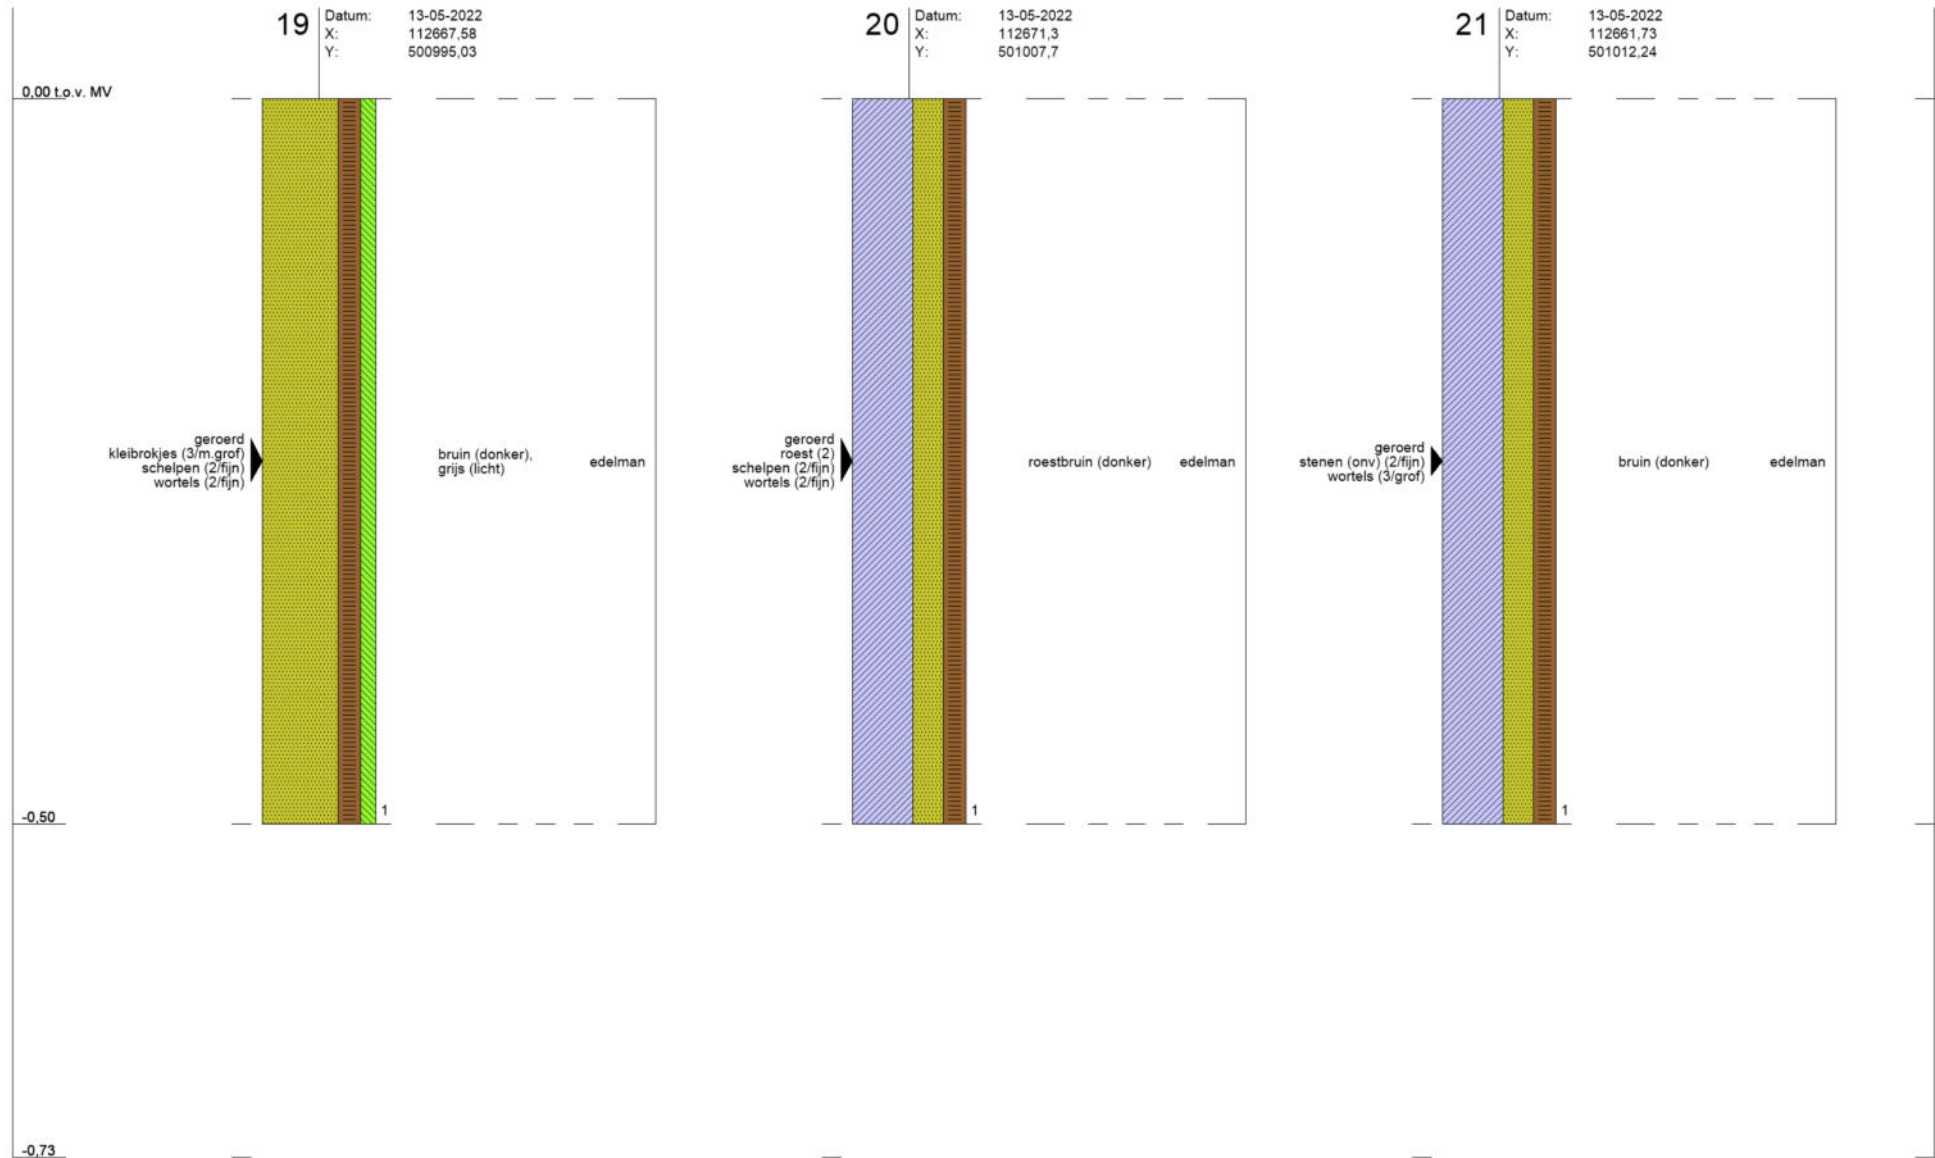 19
Datum: 13-05-2022
X: 112667,58
Y: 500995,03
20
Datum: 13-05-2022
X: 112671,3
Y: 501007,7
21
Datum: 13-05-2022
X: 112661,73
Y: 501012,24
0,00 t.o.v. MV
geroerd
kleibrokjes (3/m.grof)
schelpen (2/fijn)
wortels (2/fijn)
bruin (donker),
grijs (licht)
edelman
1
geroerd
roest (2)
schelpen (2/fijn)
wortels (2/fijn)
roestbruin (donker)
edelman
1
geroerd
stenen (onv) (2/fijn)
wortels (3/grof)
bruin (donker)
edelman
1
-0,50
-0,73